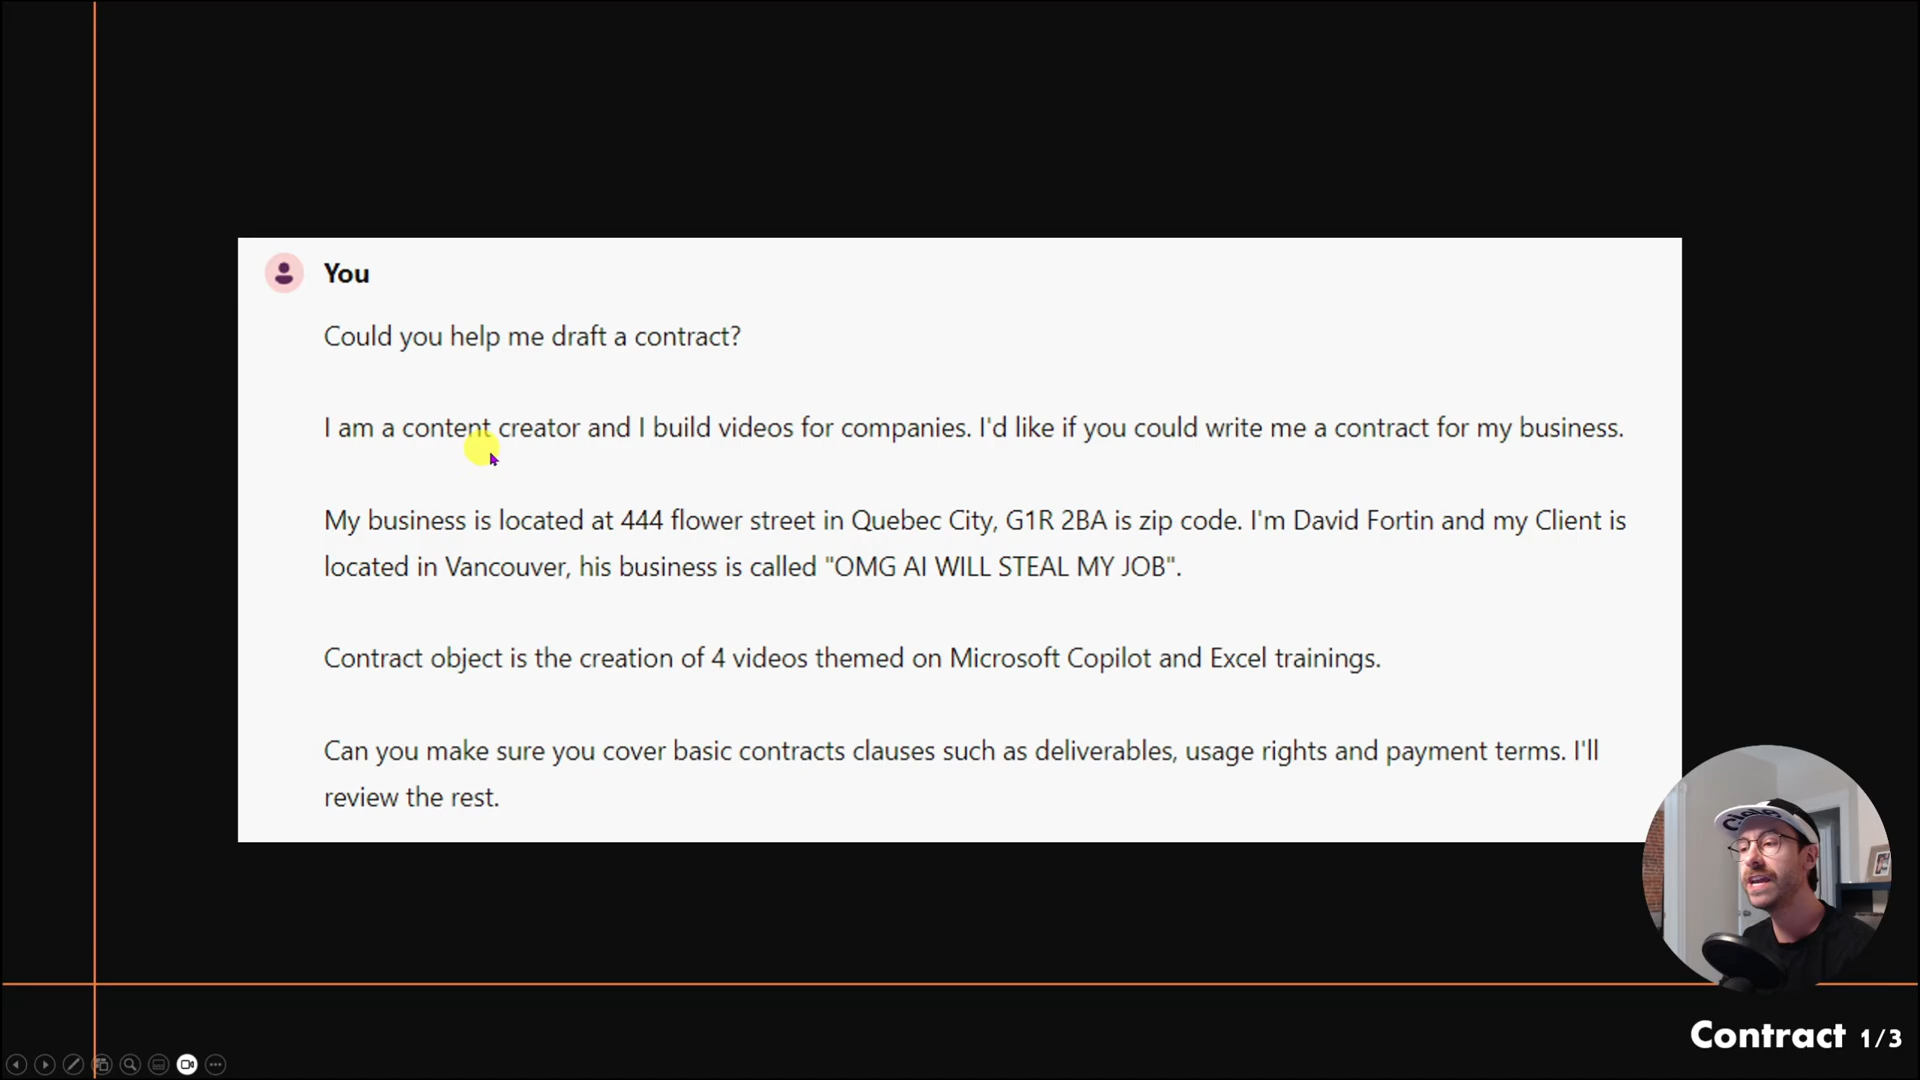 You
Could you help me draft a contract?
I am a content creator and I build videos for companies. I'd like if you could write me a contract for my business.
My business is located at 444 flower street in Quebec City, G1R 2BA is zip code. I'm David Fortin and my Client is
located in Vancouver, his business is called "OMG AI WILL STEAL MY JOB".
Contract object is the creation of 4 videos themed on Microsoft Copilot and Excel trainings.
Can you make sure you cover basic contracts clauses such as deliverables, usage rights and payment terms. I'll
review the rest.
Ciele
Contract 1/3